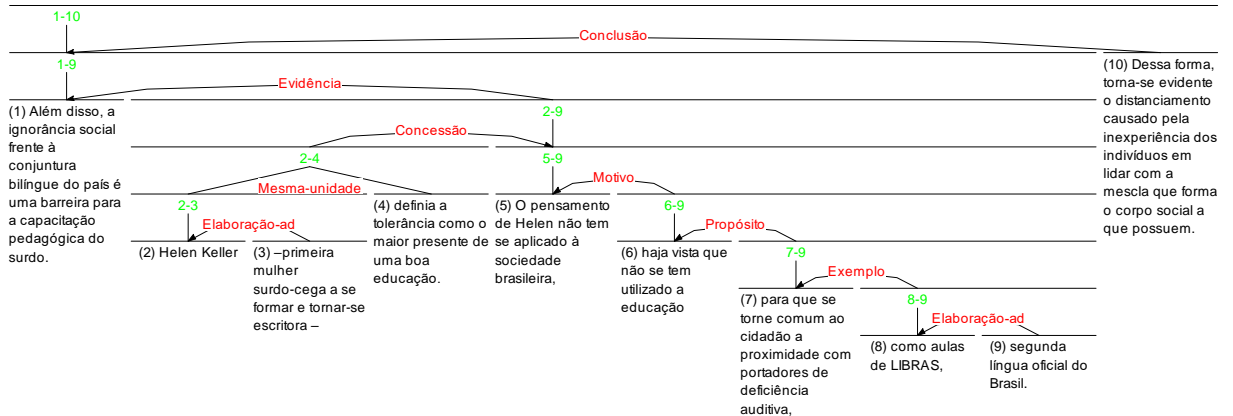 1-10
Conclusão
1-9
Evidência
2-9
Concessão
2-4
5-9
Mesma-unidade
Motivo
2-3
6-9
Elaboração-ad
Propósito
7-9
Exemplo
8-9
Elaboração-ad
(1) Além disso, a
ignorância social
frente à
conjuntura
bilíngue do país é
uma barreira para
a capacitação
pedagógica do
surdo.
(2) Helen Keller
(3) –primeira
mulher
surdo-cega a se
formar e tornar-se
escritora –
(4) definia a
tolerância como o
maior presente de
uma boa
educação.
(5) O pensamento
de Helen não tem
se aplicado à
sociedade
brasileira,
(6) haja vista que
não se tem
utilizado a
educação
(7) para que se
torne comum ao
cidadão a
proximidade com
portadores de
deficiência
auditiva,
(8) como aulas
de LIBRAS,
(9) segunda
língua oficial do
Brasil.
(10) Dessa forma,
torna-se evidente
o distanciamento
causado pela
inexperiência dos
indivíduos em
lidar com a
mescla que forma
o corpo social a
que possuem.